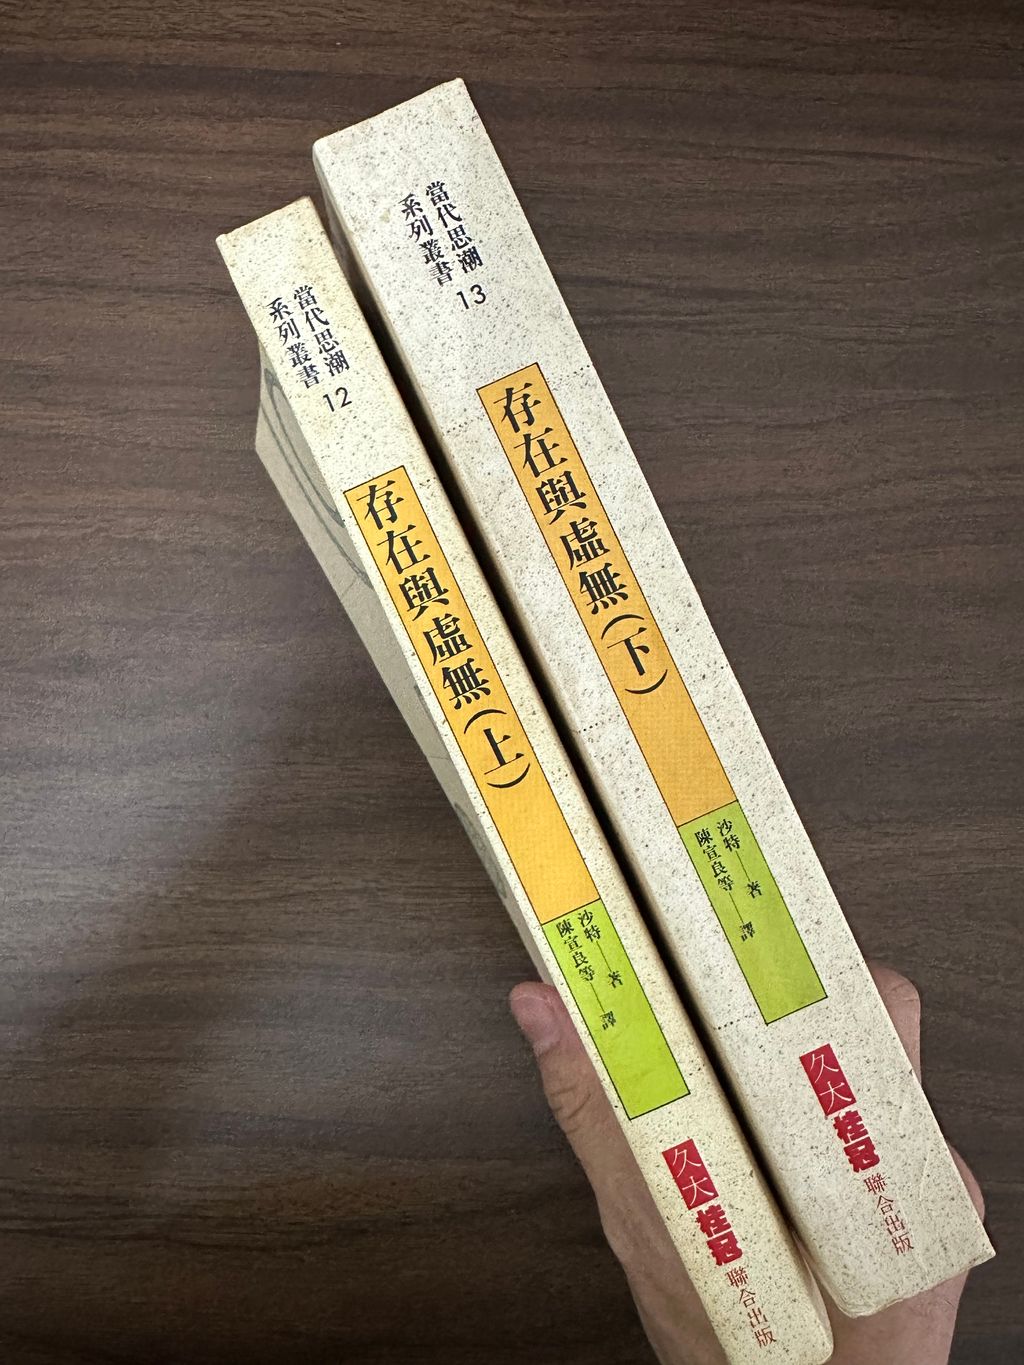 當代思潮
系列叢書 12
存在與虛無(上)
沙特——著
陳宣良等——譯
久大
桂冠
聯合出版
當代思潮
系列叢書 13
存在與虛無(下)
沙特——著
陳宣良等——譯
久大
桂冠
聯合出版